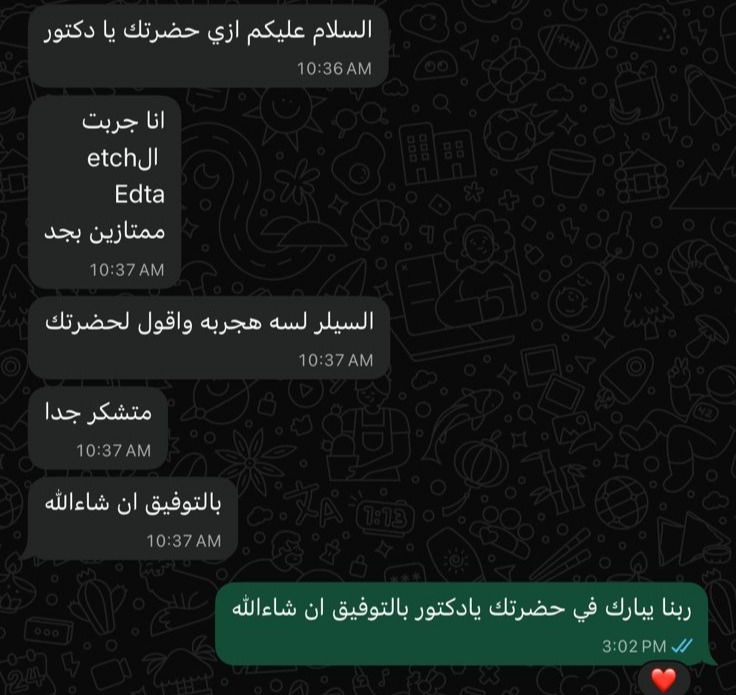 السلام عليكم ازي حضرتك يا دكتور
10:36 AM
انا جربت
الetch
Edta
ممتازين بجد
10:37 AM
السيلر لسه هجربه واقول لحضرتك
10:37 AM
متشكر جدا
10:37 AM
بالتوفيق ان شاءالله
10:37 AM
ربنا يبارك في حضرتك يادكتور بالتوفيق ان شاءالله
3:02 PM